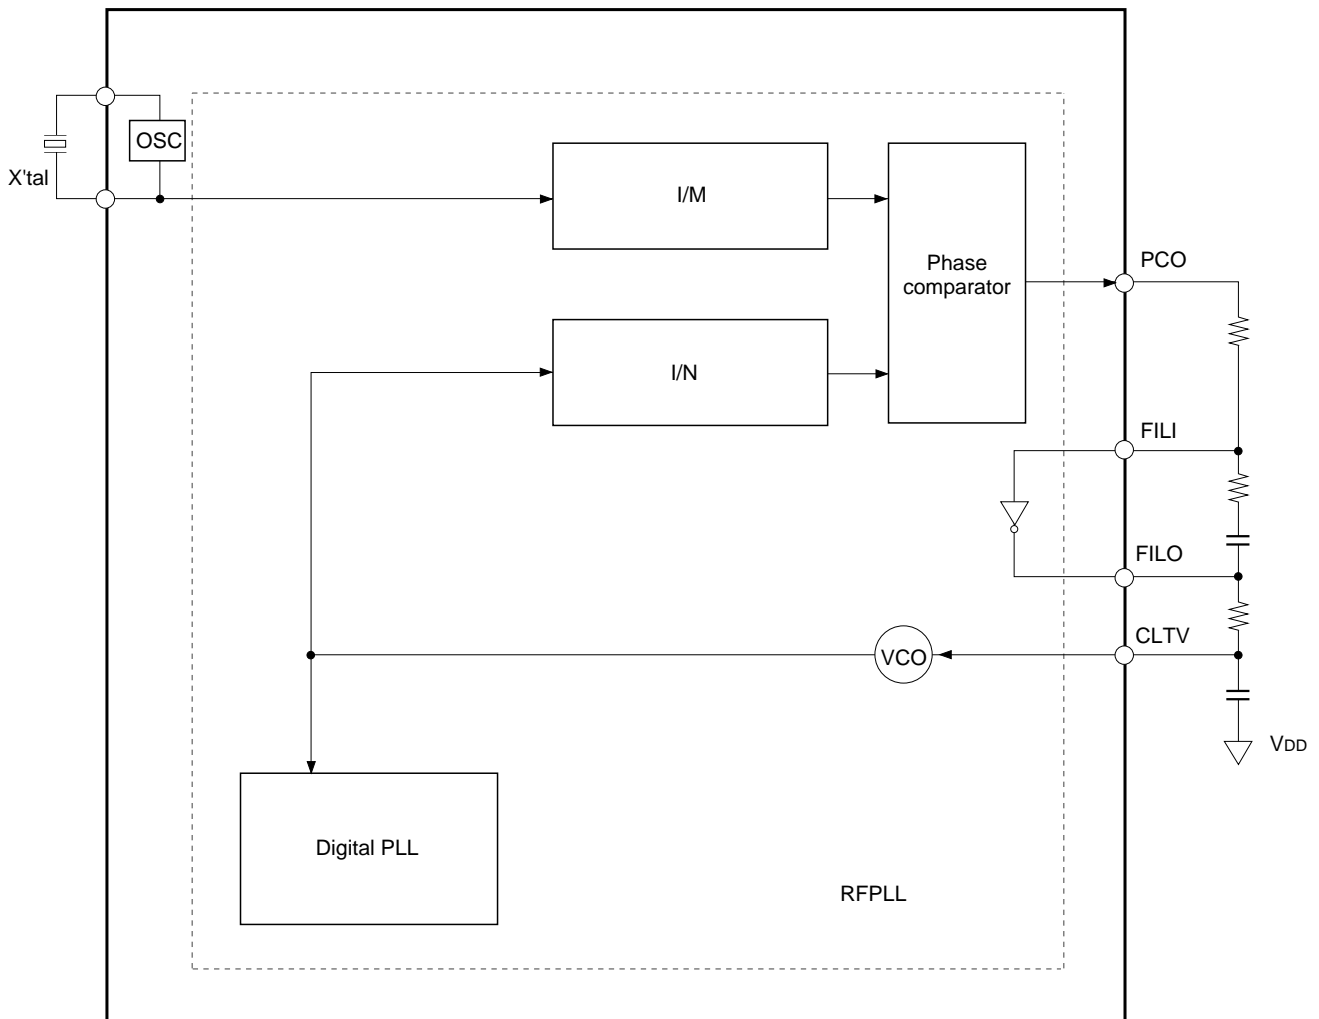 OSC
X'tal
I/M
Phase
comparator
PCO
I/N
FILI
FILO
CLTV
VCO
VDD
Digital PLL
RFPLL